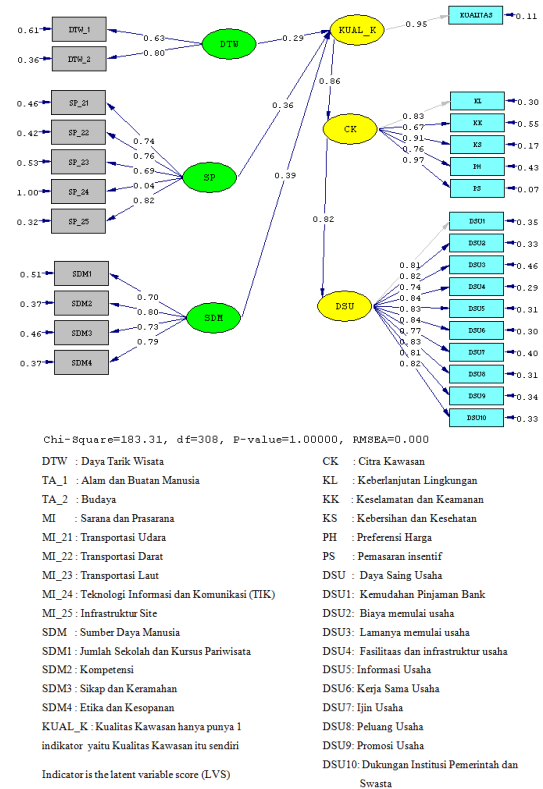 KUALITAS 0.11
0.95
KUAL_K
0.61 DTW_1 0.63
DTW 0.29
0.36 DTW_2 0.80
0.86
0.46 SP_21 0.74
0.42 SP_22 0.76
0.53 SP_23 0.69
1.00 SP_24 0.04
0.32 SP_25 0.82
SP 0.36
0.39
CK
0.83 KL 0.30
0.67 KK 0.55
0.91 KS 0.17
0.76 PH 0.43
0.97 PS 0.07
0.82
0.51 SDM1 0.70
0.37 SDM2 0.80
0.46 SDM3 0.73
0.37 SDM4 0.79
SDM
DSU
0.81 DSU1 0.35
0.82 DSU2 0.33
0.74 DSU3 0.46
0.84 DSU4 0.29
0.83 DSU5 0.31
0.84 DSU6 0.30
0.77 DSU7 0.40
0.83 DSU8 0.31
0.81 DSU9 0.34
0.82 DSU10 0.33
Chi-Square=183.31, df=308, P-value=1.00000, RMSEA=0.000
DTW : Daya Tarik Wisata
TA_1 : Alam dan Buatan Manusia
TA_2 : Budaya
MI : Sarana dan Prasarana
MI_21 : Transportasi Udara
MI_22 : Transportasi Darat
MI_23 : Transportasi Laut
MI_24 : Teknologi Informasi dan Komunikasi (TIK)
MI_25 : Infrastruktur Site
SDM : Sumber Daya Manusia
SDM1 : Jumlah Sekolah dan Kursus Pariwisata
SDM2 : Kompetensi
SDM3 : Sikap dan Keramahan
SDM4 : Etika dan Kesopanan
KUAL_K : Kualitas Kawasan hanya punya 1
indikator yaitu Kualitas Kawasan itu sendiri
Indicator is the latent variable score (LVS)
CK : Citra Kawasan
KL : Keberlanjutan Lingkungan
KK : Keselamatan dan Keamanan
KS : Kebersihan dan Kesehatan
PH : Preferensi Harga
PS : Pemasaran insentif
DSU : Daya Saing Usaha
DSU1: Kemudahan Pinjaman Bank
DSU2: Biaya memulai usaha
DSU3: Lamanya memulai usaha
DSU4: Fasilitaas dan infrastruktur usaha
DSU5: Informasi Usaha
DSU6: Kerja Sama Usaha
DSU7: Ijin Usaha
DSU8: Peluang Usaha
DSU9: Promosi Usaha
DSU10: Dukungan Institusi Pemerintah dan
Swasta